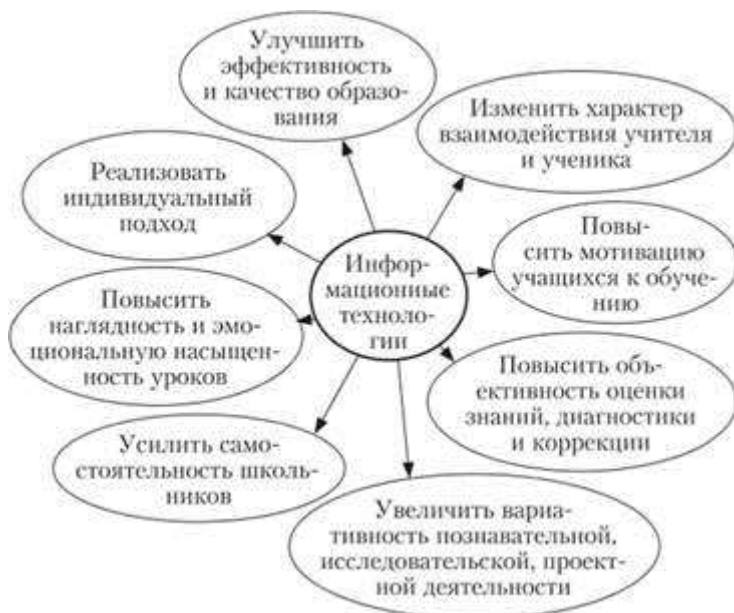 Улучшить
эффективность
и качество образо-
вания
Изменить характер
взаимодействия учителя
и ученика
Реализовать
индивидуальный
подход
Повы-
сить мотивацию
учащихся к обуче-
нию
Инфор-
мационные
техноло-
гии
Повысить
наглядность и эмо-
циональную насыщен-
ность уроков
Повысить объ-
ективность оценки
знаний, диагностики
и коррекции
Усилить само-
стоятельность школь-
ников
Увеличить вариа-
тивность познавательной,
исследовательской, проект-
ной деятельности